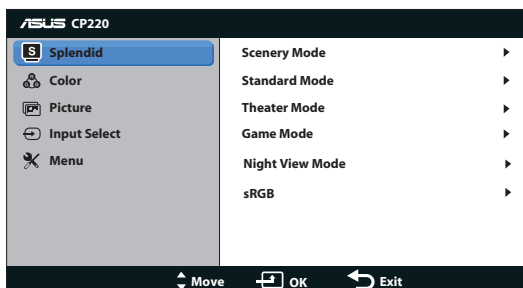 ASUS CP220
S Splendid
Color
Picture
Input Select
Menu
Scenery Mode
Standard Mode
Theater Mode
Game Mode
Night View Mode
sRGB
Move OK Exit